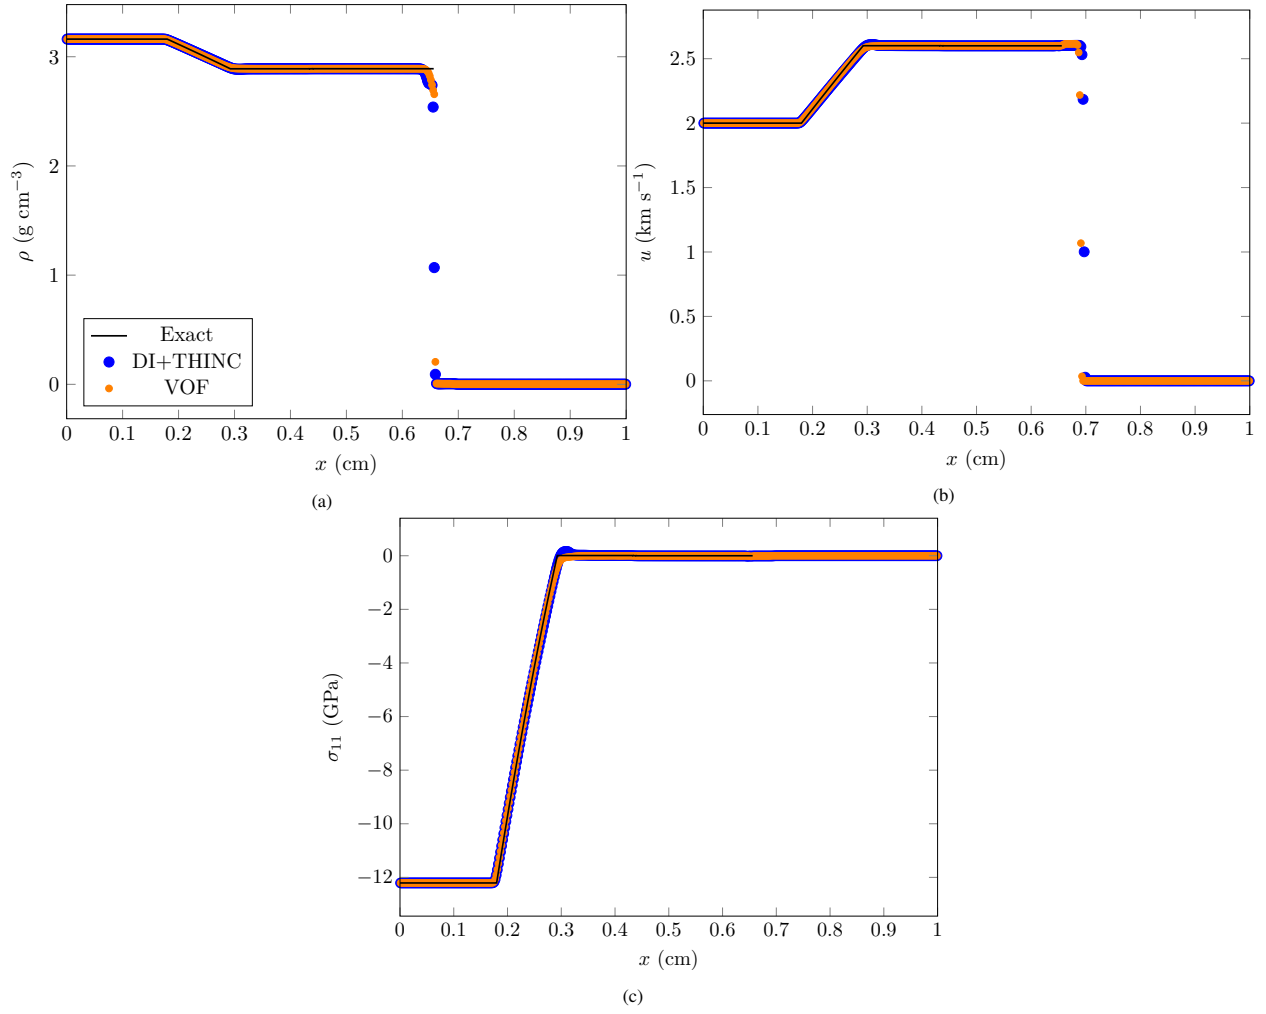 3
2
1
0
ρ (g cm⁻³)
Exact
DI+THINC
VOF
0 0.1 0.2 0.3 0.4 0.5 0.6 0.7 0.8 0.9 1
x (cm)
(a)
2.5
2
1.5
1
0.5
0
u (km s⁻¹)
0 0.1 0.2 0.3 0.4 0.5 0.6 0.7 0.8 0.9 1
x (cm)
(b)
0
−2
−4
−6
−8
−10
−12
σ₁₁ (GPa)
0 0.1 0.2 0.3 0.4 0.5 0.6 0.7 0.8 0.9 1
x (cm)
(c)